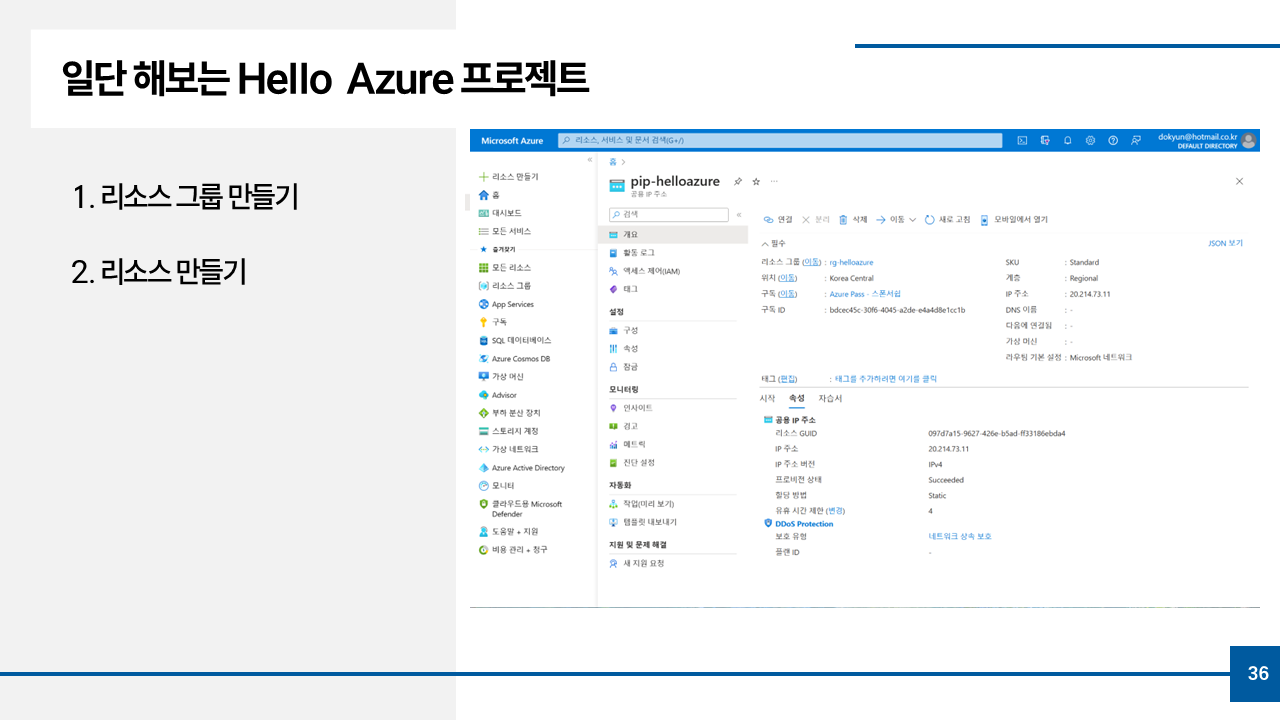 일단 해보는 Hello Azure 프로젝트
1. 리소스 그룹 만들기
2. 리소스 만들기
Microsoft Azure
리소스, 서비스 및 문서 검색(G+/)
dokyun@hotmail.co.kr
DEFAULT DIRECTORY
«
리소스 만들기
홈
대시보드
모든 서비스
즐겨찾기
모든 리소스
리소스 그룹
App Services
구독
SQL 데이터베이스
Azure Cosmos DB
가상 머신
Advisor
부하 분산 장치
스토리지 계정
가상 네트워크
Azure Active Directory
모니터
클라우드용 Microsoft
Defender
도움말 + 지원
비용 관리 + 청구
홈 >
pip-helloazure
공용 IP 주소
검색
«
개요
활동 로그
액세스 제어(IAM)
태그
설정
구성
속성
잠금
모니터링
인사이트
경고
메트릭
진단 설정
자동화
작업(미리 보기)
템플릿 내보내기
지원 및 문제 해결
새 지원 요청
연결 분리 삭제 이동 새로 고침 모바일에서 열기
필수
JSON 보기
리소스 그룹 (이동) : rg-helloazure
위치 (이동) : Korea Central
구독 (이동) : Azure Pass - 스폰서쉽
구독 ID : bdcec45c-30f6-4045-a2de-e4a4d8e1cc1b
SKU : Standard
계층 : Regional
IP 주소 : 20.214.73.11
DNS 이름 : -
다음에 연결됨 : -
가상 머신 : -
라우팅 기본 설정 : Microsoft 네트워크
태그 (편집) : 태그를 추가하려면 여기를 클릭
시작 속성 자습서
공용 IP 주소
리소스 GUID 097d7a15-9627-426e-b5ad-ff33186ebda4
IP 주소 20.214.73.11
IP 주소 버전 IPv4
프로비전 상태 Succeeded
할당 방법 Static
유휴 시간 제한 (변경) 4
DDoS Protection
보호 유형 네트워크 상속 보호
플랜 ID -
36